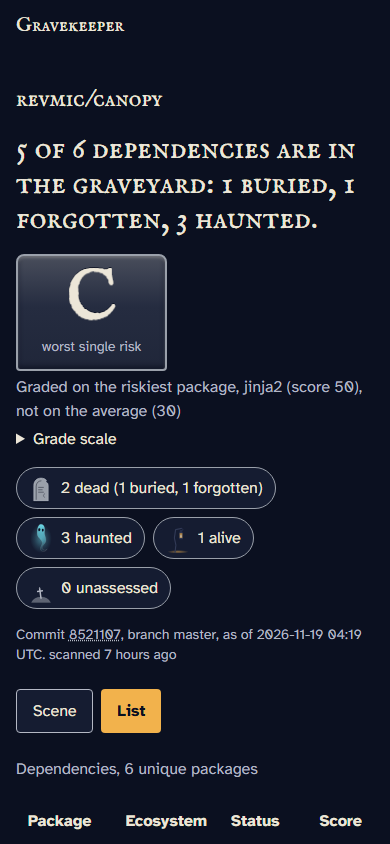 Gravekeeper
revmic/canopy
5 of 6 dependencies are in
the graveyard: 1 buried, 1
forgotten, 3 haunted.
C
worst single risk
Graded on the riskiest package, jinja2 (score 50),
not on the average (30)
▶ Grade scale
2 dead (1 buried, 1 forgotten)
3 haunted
1 alive
0 unassessed
Commit 8521107, branch master, as of 2026-11-19 04:19
UTC. scanned 7 hours ago
Scene
List
Dependencies, 6 unique packages
Package Ecosystem Status Score